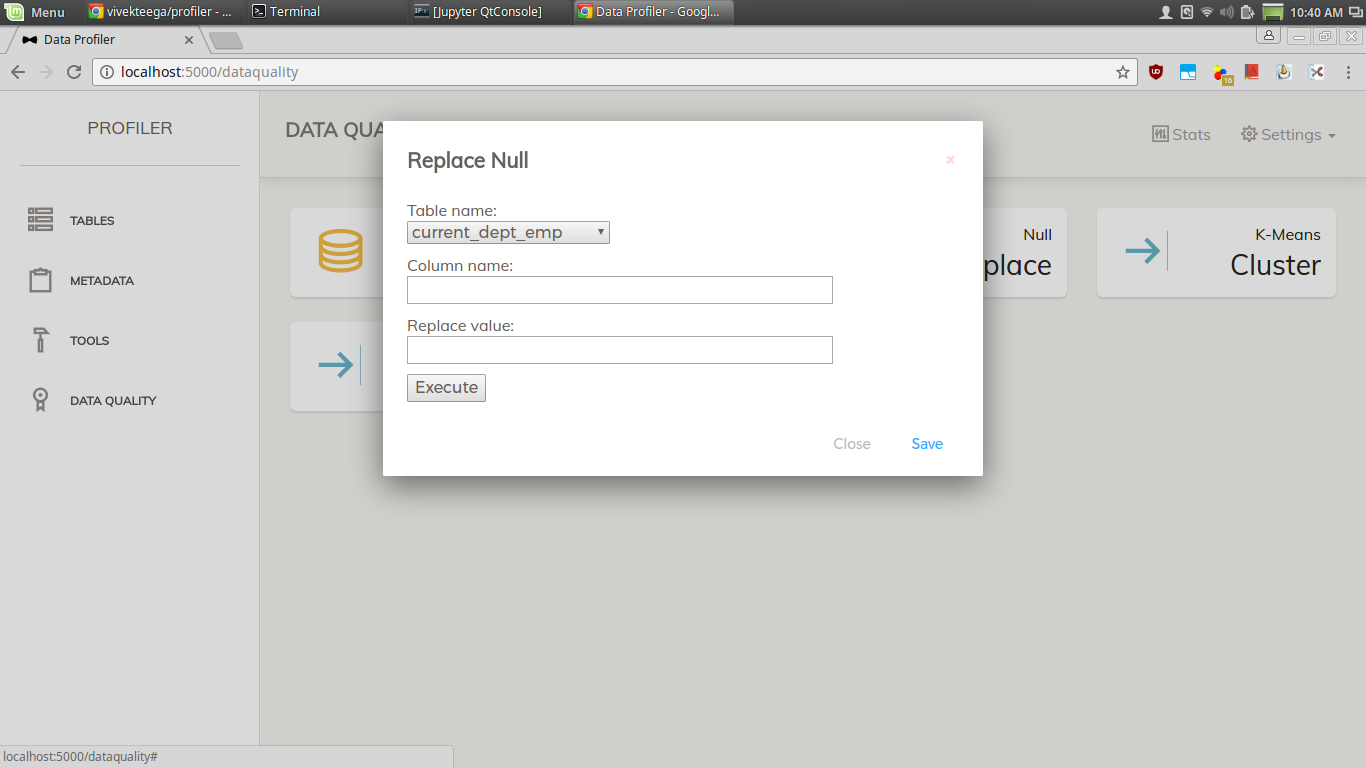 Menu
vivekteega/profiler - ...
Terminal
[Jupyter QtConsole]
Data Profiler - Googl...
10:40 AM
Data Profiler
localhost:5000/dataquality
16
PROFILER
DATA QUA
Stats
Settings
TABLES
METADATA
TOOLS
DATA QUALITY
Replace Null
×
Table name:
current_dept_emp
Column name:
Replace value:
Execute
Close
Save
Null
place
K-Means
Cluster
localhost:5000/dataquality#